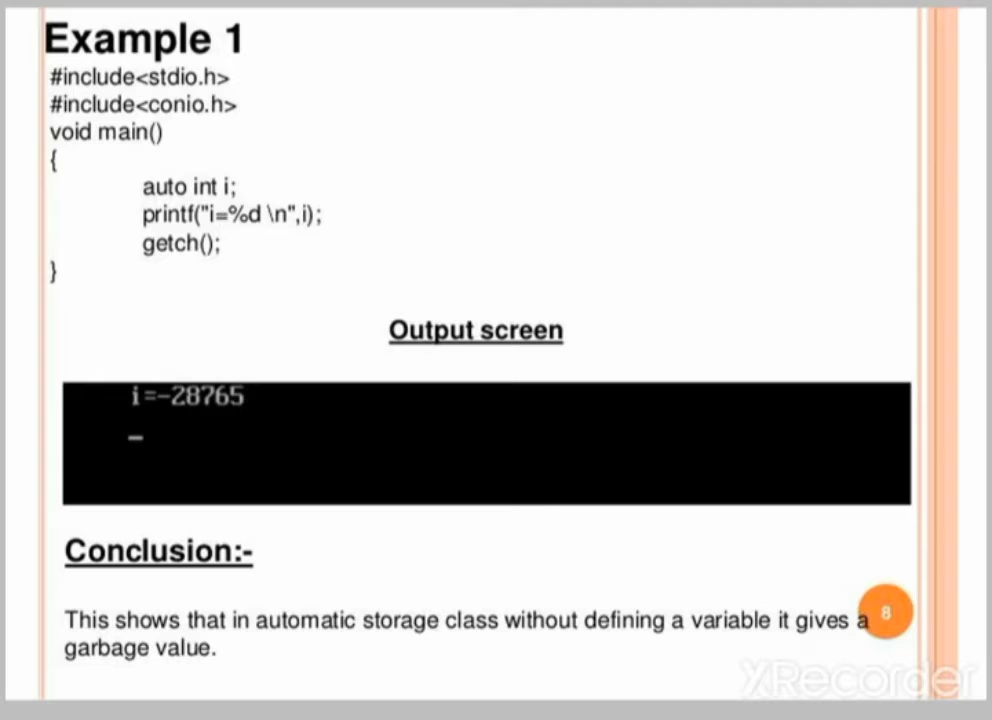 Example 1
#include<stdio.h>
#include<conio.h>
void main()
{
auto int i;
printf("i=%d \n",i);
getch();
}
Output screen
i=-28765
Conclusion:-
This shows that in automatic storage class without defining a variable it gives a
garbage value.
8
XRecorder